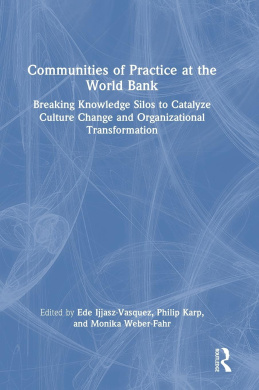 Communities of Practice at the
World Bank
Breaking Knowledge Silos to Catalyze
Culture Change and Organizational
Transformation
Edited by Ede Ijjasz-Vasquez, Philip Karp,
and Monika Weber-Fahr
ROUTLEDGE